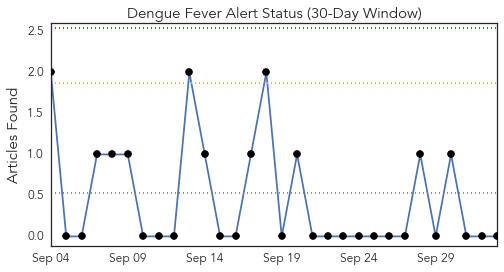 Dengue Fever Alert Status (30-Day Window)
Articles Found
2.5
2.0
1.5
1.0
0.5
0.0
Sep 04 Sep 09 Sep 14 Sep 19 Sep 24 Sep 29